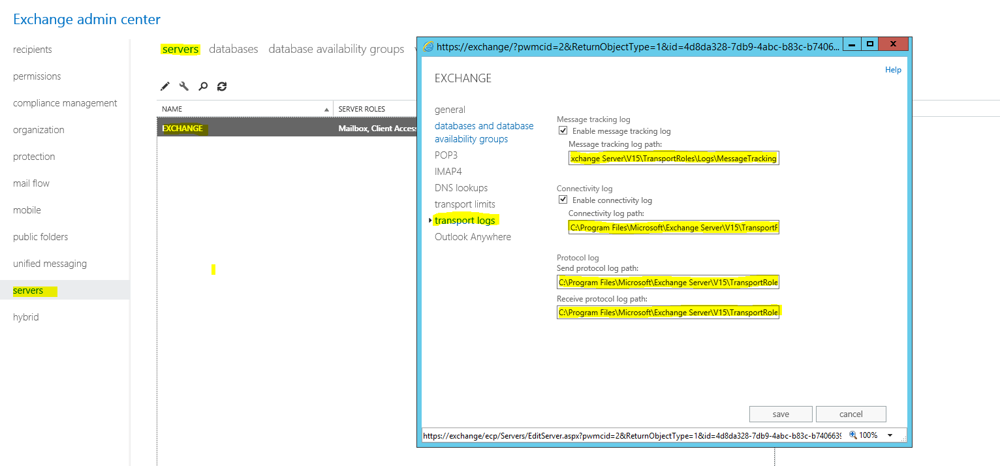 Exchange admin center
recipients
permissions
compliance management
organization
protection
mail flow
mobile
public folders
unified messaging
servers
hybrid
servers databases database availability groups
NAME SERVER ROLES
EXCHANGE Mailbox, Client Access
https://exchange/?pwmcid=2&ReturnObjectType=1&id=4d8da328-7db9-4abc-b83c-b7406...
Help
EXCHANGE
general
databases and database
availability groups
POP3
IMAP4
DNS lookups
transport limits
transport logs
Outlook Anywhere
Message tracking log
Enable message tracking log
Message tracking log path:
xchange Server\V15\TransportRoles\Logs\MessageTracking
Connectivity log
Enable connectivity log
Connectivity log path:
C:\Program Files\Microsoft\Exchange Server\V15\TransportR
Protocol log
Send protocol log path:
C:\Program Files\Microsoft\Exchange Server\V15\TransportRole
Receive protocol log path:
C:\Program Files\Microsoft\Exchange Server\V15\TransportRole
save cancel
https://exchange/ecp/Servers/EditServer.aspx?pwmcid=2&ReturnObjectType=1&id=4d8da328-7db9-4abc-b83c-b7406639 100%